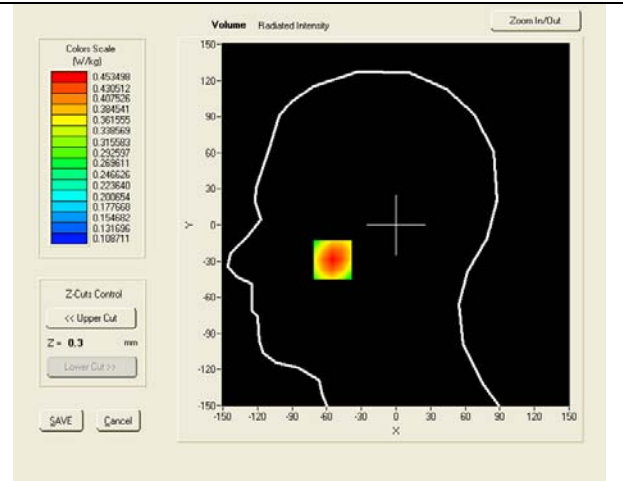 Volume Radiated Intensity
Zoom In/Out
Colors Scale
(W/kg)
0.453498
0.430512
0.407526
0.384541
0.361555
0.338569
0.315583
0.292597
0.269611
0.246626
0.223640
0.200654
0.177668
0.154682
0.131696
0.108711
Z-Cuts Control
<< Upper Cut
Z = 0.3 mm
Lower Cut >>
SAVE Cancel
150
120
90
60
30
0
-30
-60
-90
-120
-150
Y
-150 -120 -90 -60 -30 0 30 60 90 120 150
X